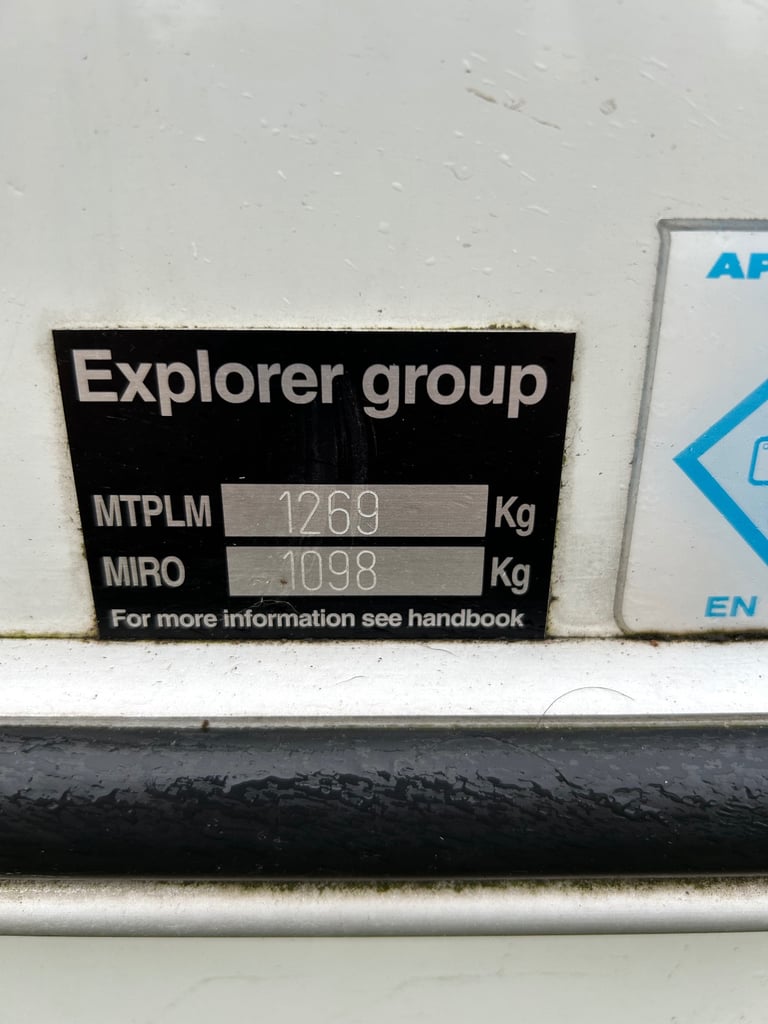 Explorer group
MTPLM 1269 Kg
MIRO 1098 Kg
For more information see handbook
EN